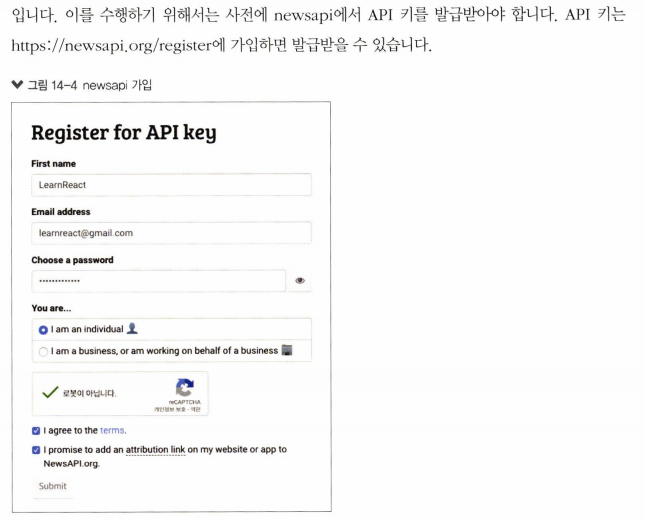 입니다. 이를 수행하기 위해서는 사전에 newsapi에서 API 키를 발급받아야 합니다. API 키는
https://newsapi.org/register에 가입하면 발급받을 수 있습니다.
그림 14-4 newsapi 가입
Register for API key
First name
LearnReact
Email address
learnreact@gmail.com
Choose a password
•••••••••••••
You are...
I am an individual
I am a business, or am working on behalf of a business
로봇이 아닙니다.
reCAPTCHA
개인정보 보호 - 약관
I agree to the terms.
I promise to add an attribution link on my website or app to
NewsAPI.org.
Submit